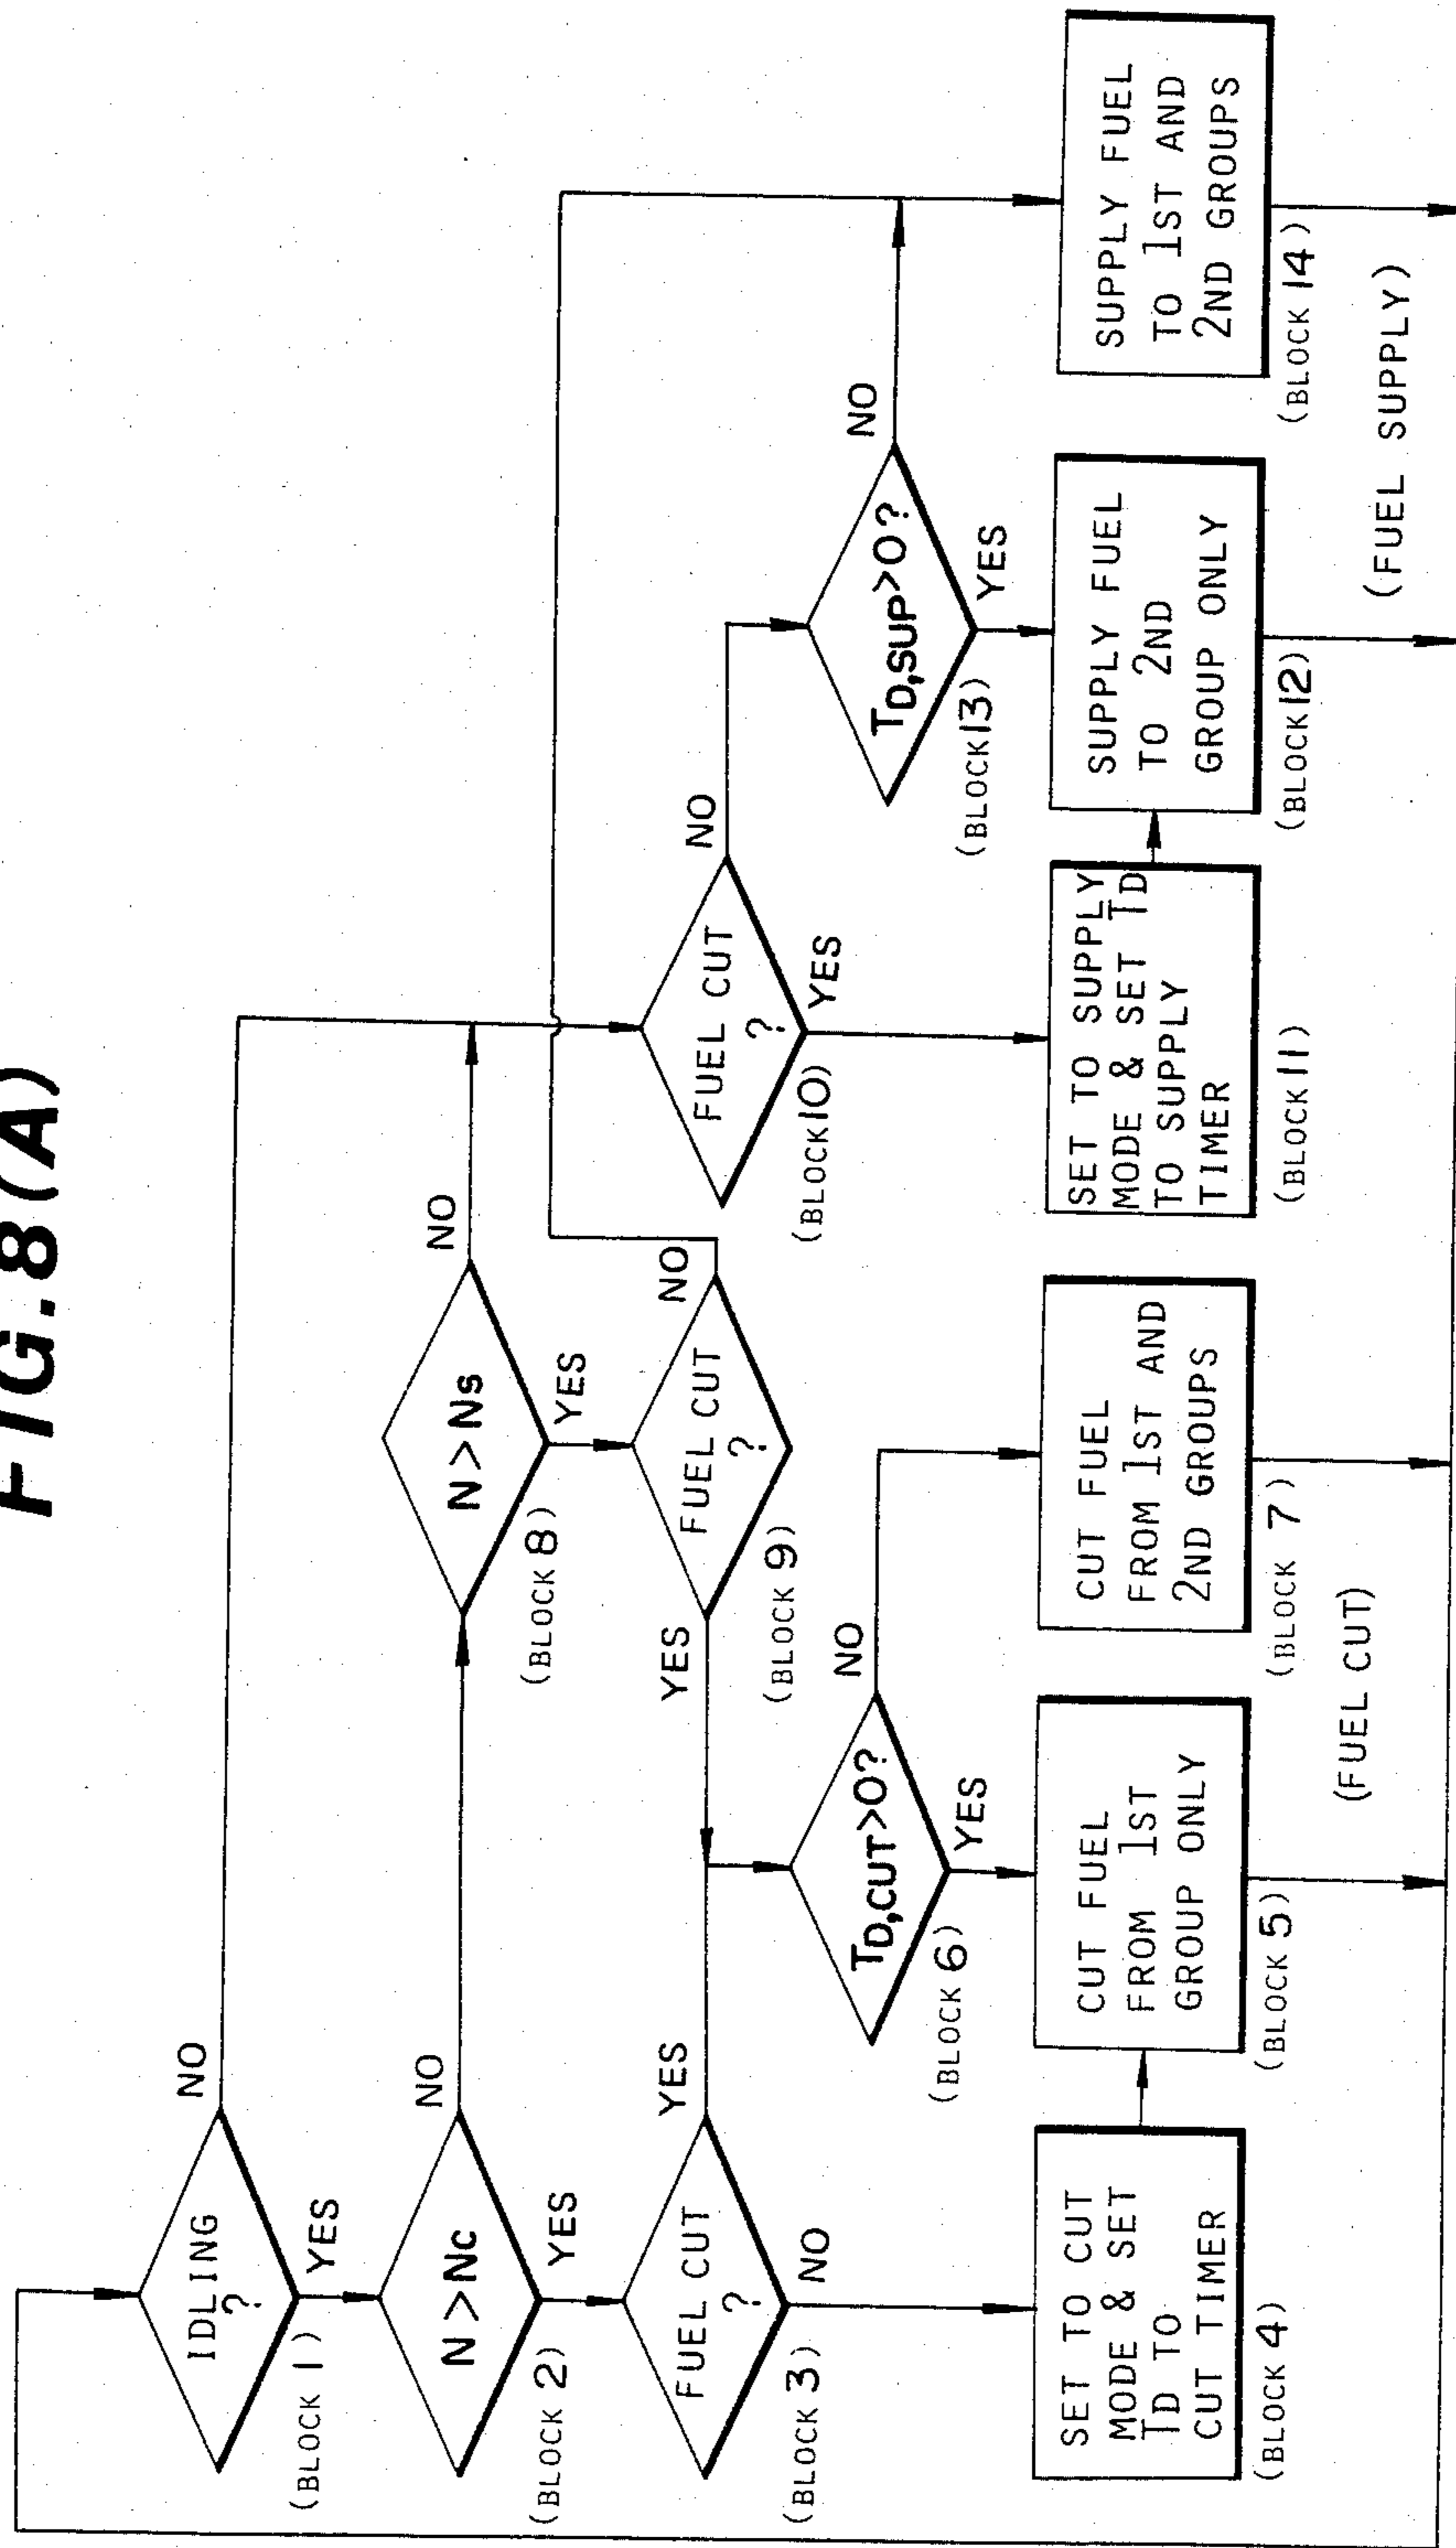 FIG.8(A)
IDLING
?
NO
YES
(BLOCK 1)
N>Nc
NO
YES
(BLOCK 2)
N>Ns
NO
YES
(BLOCK 8)
FUEL CUT
?
YES
NO
(BLOCK 3)
FUEL CUT
?
YES
NO
(BLOCK 9)
FUEL CUT
?
NO
YES
(BLOCK 10)
TD,CUT>0?
NO
YES
(BLOCK 6)
TD,SUP>0?
NO
YES
(BLOCK 13)
SET TO CUT
MODE & SET
TD TO
CUT TIMER
(BLOCK 4)
CUT FUEL
FROM 1ST
GROUP ONLY
(BLOCK 5)
CUT FUEL
FROM 1ST AND
2ND GROUPS
(BLOCK 7)
(FUEL CUT)
SET TO SUPPLY
MODE & SET TD
TO SUPPLY
TIMER
(BLOCK 11)
SUPPLY FUEL
TO 2ND
GROUP ONLY
(BLOCK 12)
SUPPLY FUEL
TO 1ST AND
2ND GROUPS
(BLOCK 14)
(FUEL SUPPLY)